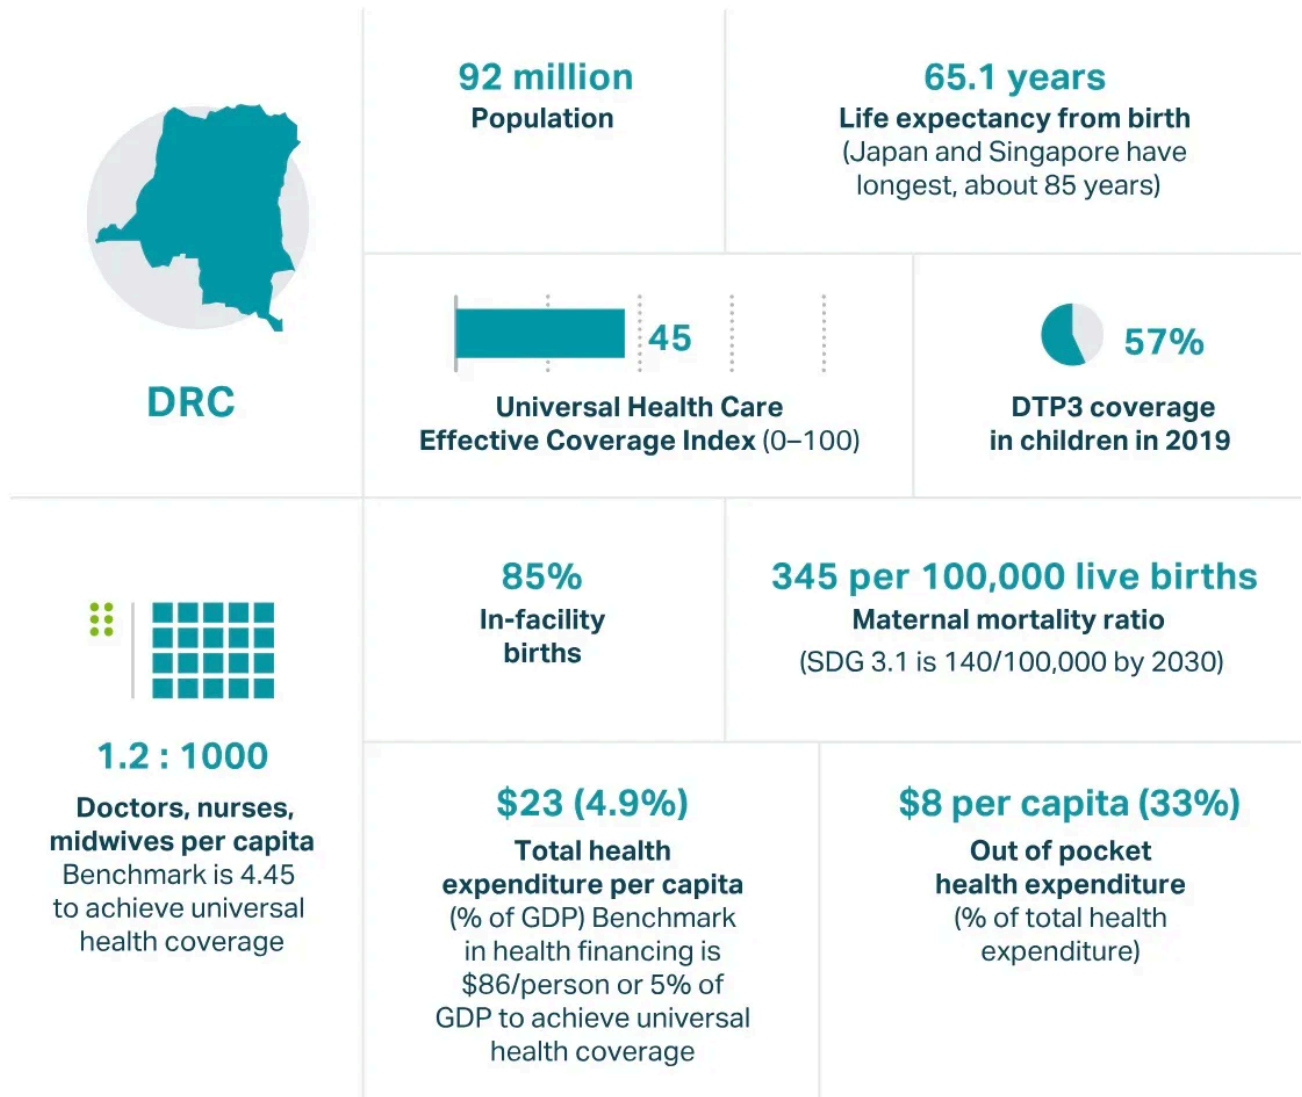 92 million
Population
65.1 years
Life expectancy from birth
(Japan and Singapore have
longest, about 85 years)
DRC
45
Universal Health Care
Effective Coverage Index (0–100)
57%
DTP3 coverage
in children in 2019
1.2 : 1000
Doctors, nurses,
midwives per capita
Benchmark is 4.45
to achieve universal
health coverage
85%
In-facility
births
345 per 100,000 live births
Maternal mortality ratio
(SDG 3.1 is 140/100,000 by 2030)
$23 (4.9%)
Total health
expenditure per capita
(% of GDP) Benchmark
in health financing is
$86/person or 5% of
GDP to achieve universal
health coverage
$8 per capita (33%)
Out of pocket
health expenditure
(% of total health
expenditure)